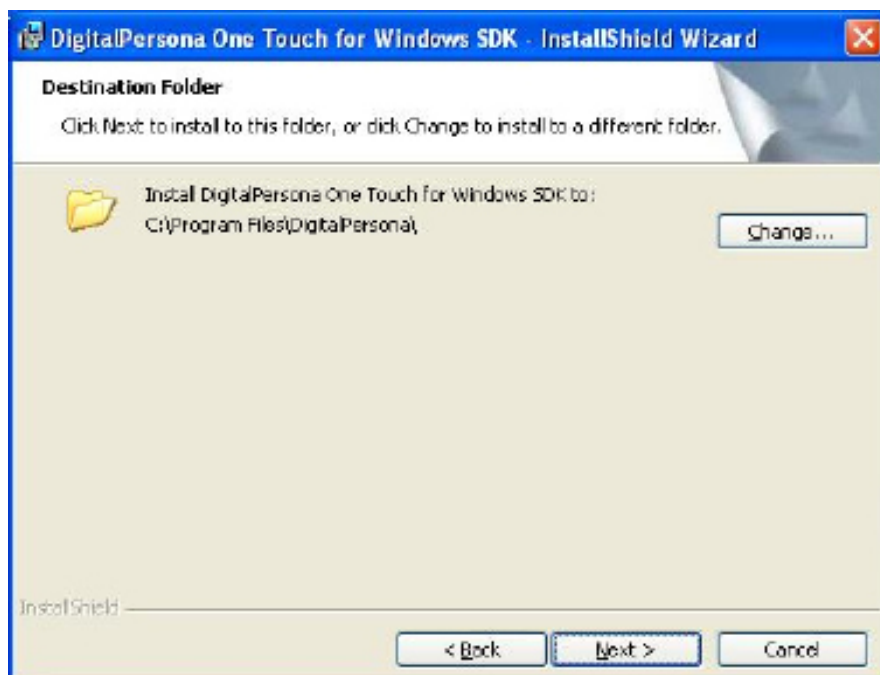 DigitalPersona One Touch for Windows SDK - InstallShield Wizard
Destination Folder
Click Next to install to this folder, or click Change to install to a different folder.
Install DigitalPersona One Touch for Windows SDK to:
C:\Program Files\DigitalPersona\
Change...
InstallShield
< Back
Next >
Cancel